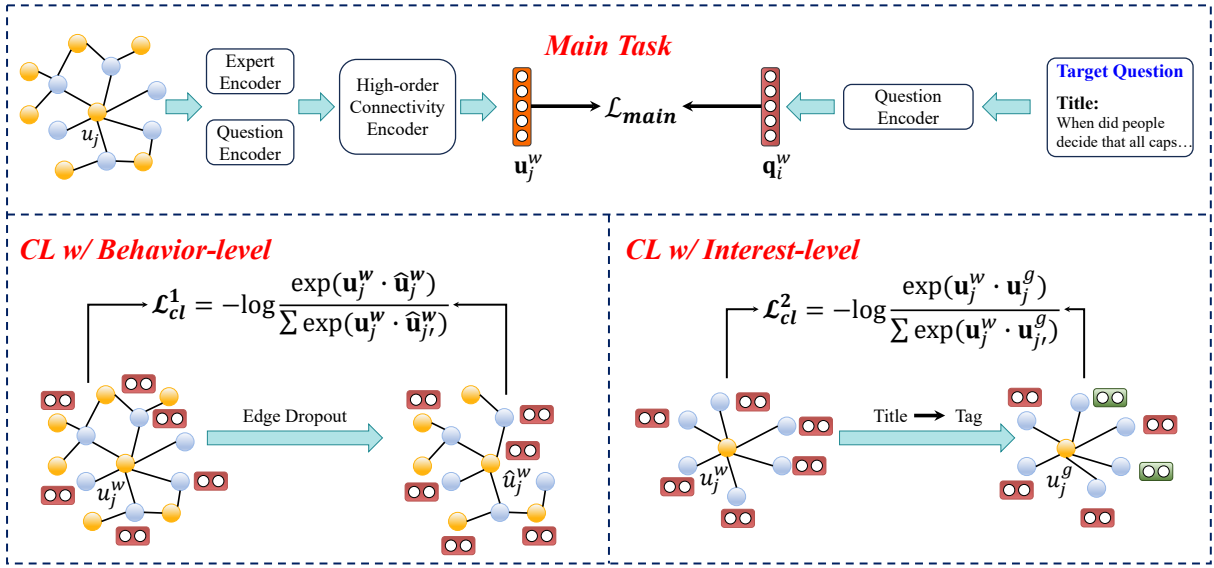 Main Task
u_j
Expert
Encoder
Question
Encoder
High-order
Connectivity
Encoder
𝐮_j^w
ℒ_main
𝐪_i^w
Question
Encoder
Target Question
Title:
When did people
decide that all caps…
CL w/ Behavior-level
ℒ_cl^1 = −log exp(𝐮_j^w · 𝐮̂_j^w) / ∑ exp(𝐮_j^w · 𝐮̂_j′^w)
Edge Dropout
u_j^w
û_j^w
CL w/ Interest-level
ℒ_cl^2 = −log exp(𝐮_j^w · 𝐮_j^g) / ∑ exp(𝐮_j^w · 𝐮_j′^g)
Title → Tag
u_j^w
u_j^g